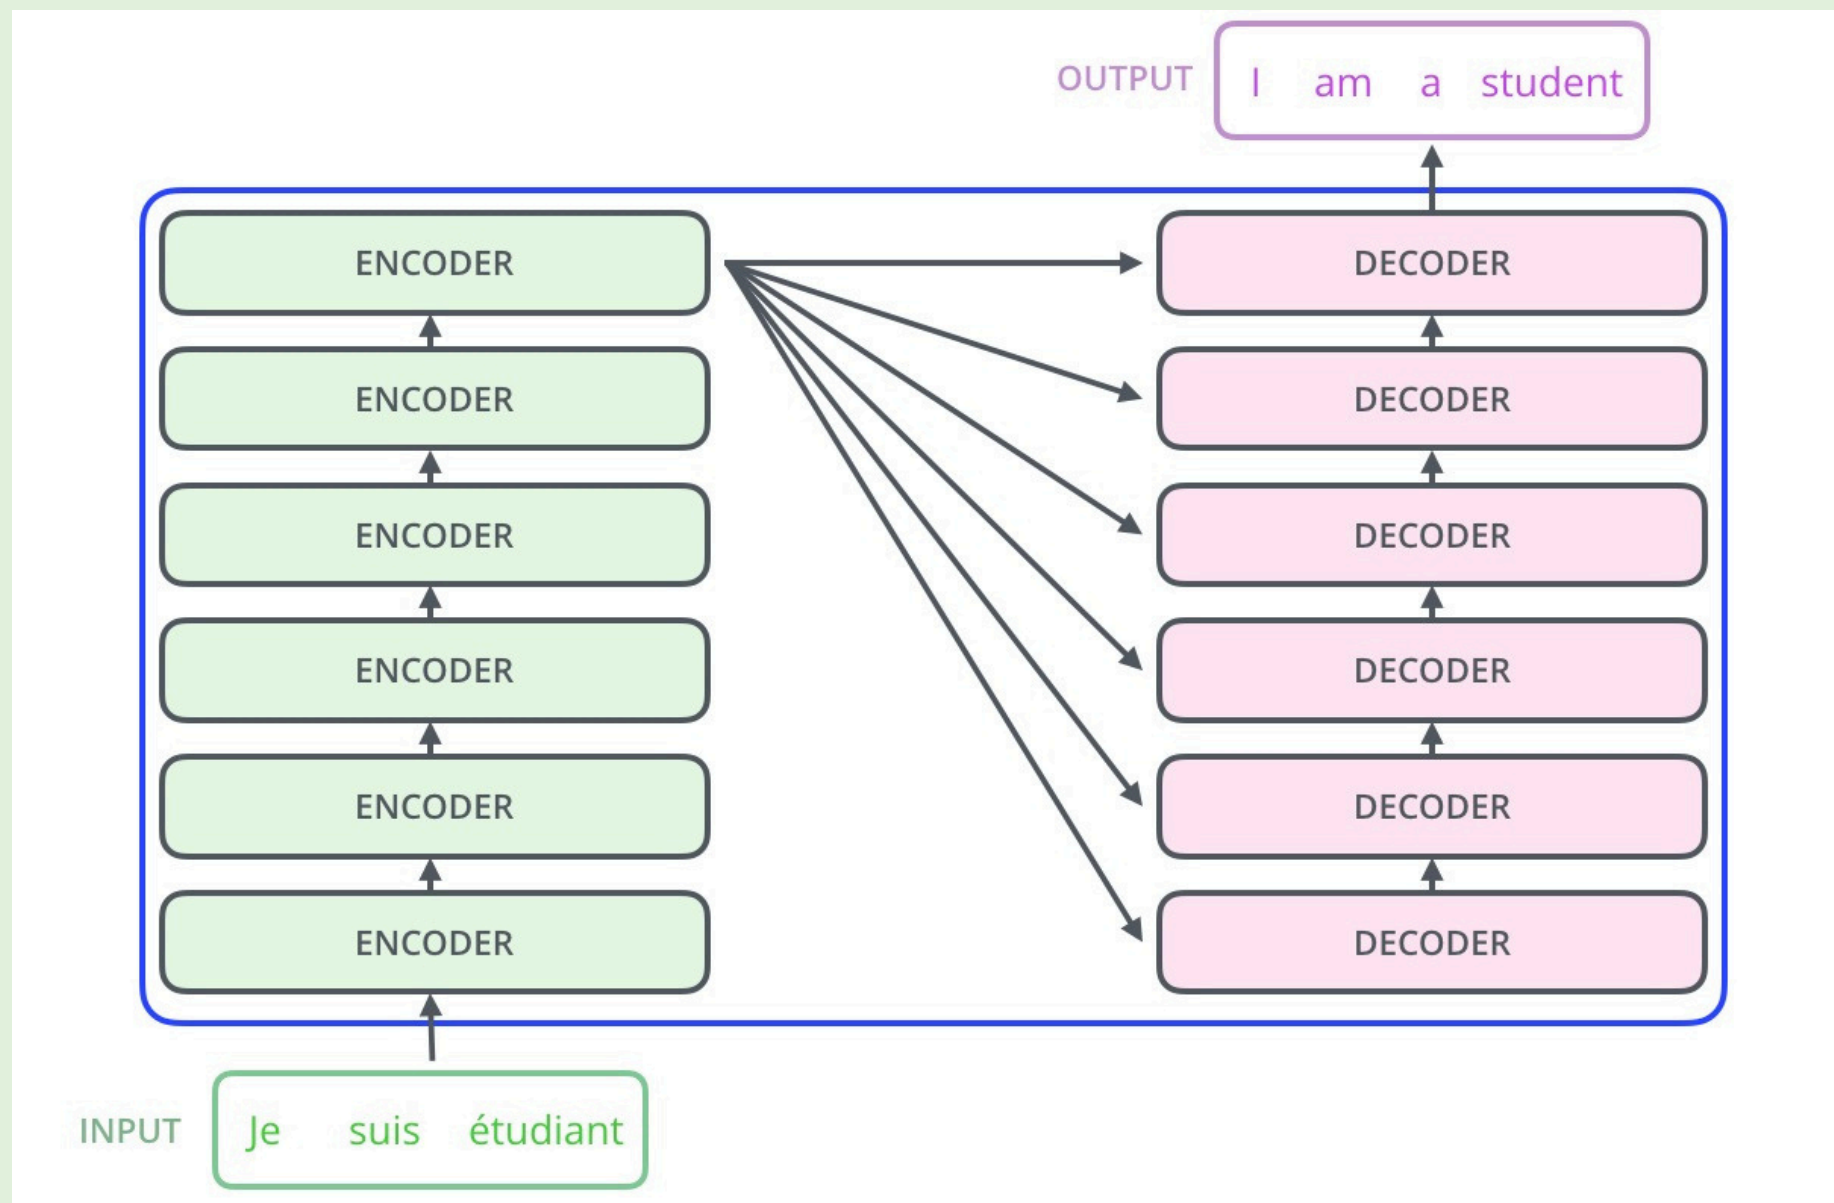 OUTPUT
I am a student
ENCODER
DECODER
ENCODER
DECODER
ENCODER
DECODER
ENCODER
DECODER
ENCODER
DECODER
ENCODER
DECODER
INPUT
Je suis étudiant